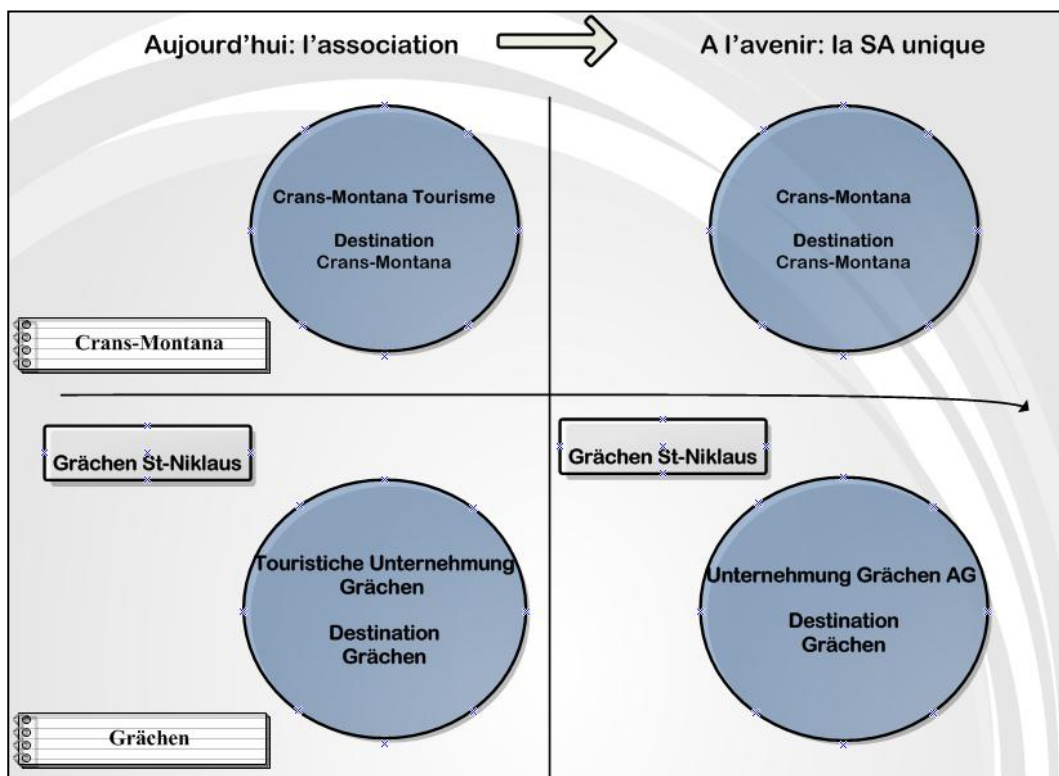 Aujourd'hui: l'association
A l'avenir: la SA unique
Crans-Montana Tourisme
Destination
Crans-Montana
Crans-Montana
Destination
Crans-Montana
Crans-Montana
Grächen St-Niklaus
Grächen St-Niklaus
Touristiche Unternehmung
Grächen
Destination
Grächen
Unternehmung Grächen AG
Destination
Grächen
Grächen